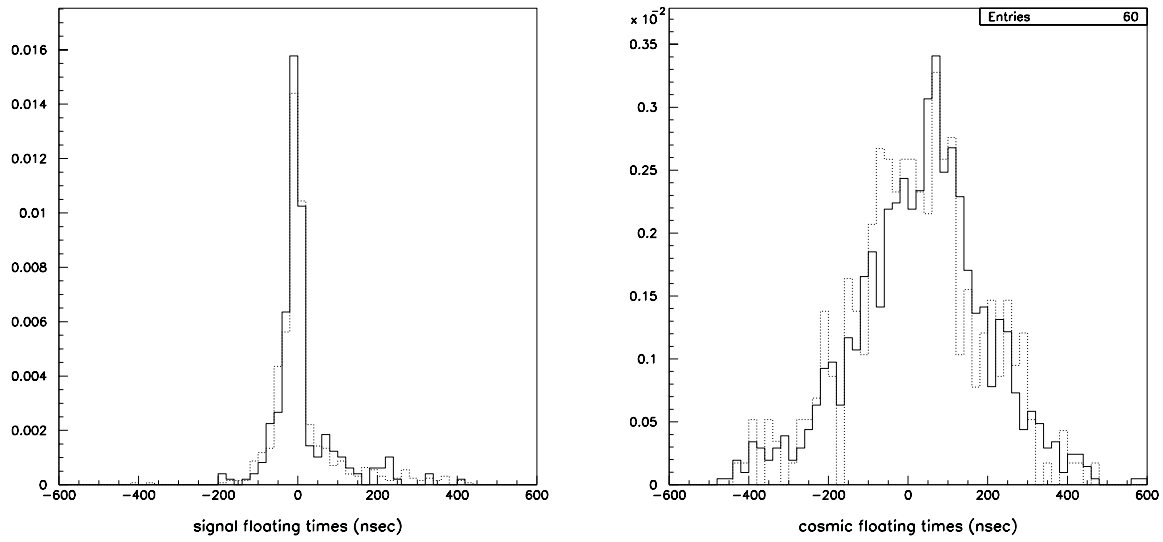 0.016
0.014
0.012
0.01
0.008
0.006
0.004
0.002
0
−600 −400 −200 0 200 400 600
signal floating times (nsec)
x 10⁻²
Entries 60
0.35
0.3
0.25
0.2
0.15
0.1
0.05
0
−600 −400 −200 0 200 400 600
cosmic floating times (nsec)